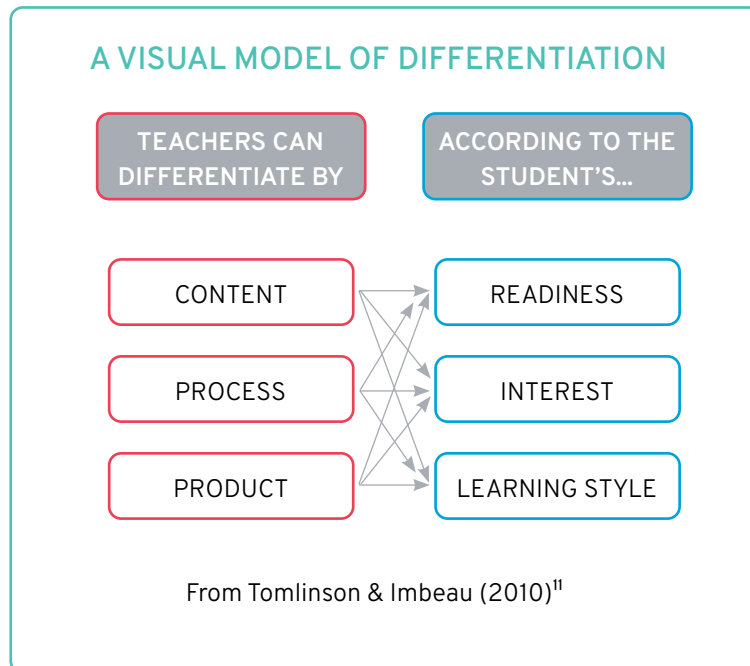 A VISUAL MODEL OF DIFFERENTIATION
TEACHERS CAN
DIFFERENTIATE BY
ACCORDING TO THE
STUDENT'S...
CONTENT
READINESS
PROCESS
INTEREST
PRODUCT
LEARNING STYLE
From Tomlinson & Imbeau (2010)¹¹